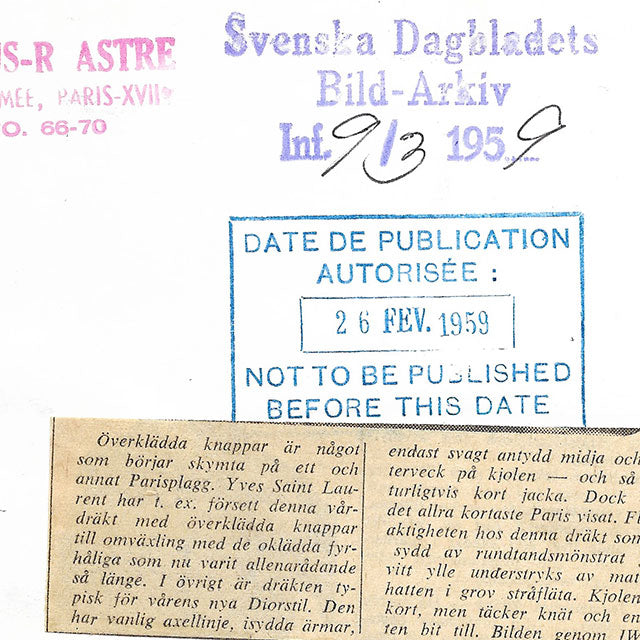 US-R ASTRE
MÉE, PARIS-XVIIe
O. 66-70
Svenska Dagbladets
Bild-Arkiv
Inf. 9/3 1959
DATE DE PUBLICATION
AUTORISÉE :
26 FEV. 1959
NOT TO BE PUBLISHED
BEFORE THIS DATE
Överklädda knappar är något
som börjar skymta på ett och
annat Parisplagg. Yves Saint Lau-
rent har t. ex. försett denna vår-
dräkt med överklädda knappar
till omväxling med de oklädda fyr-
håliga som nu varit allenarådande
så länge. I övrigt är dräkten ty-
pisk för vårens nya Diorstil. Den
har vanlig axellinje, isydda ärmar,
endast svagt antydd midja och
terveck på kjolen — och så
turligtvis kort jacka. Dock
det allra kortaste Paris visat. Fl
aktigheten hos denna dräkt som
sydd av rundtandsmönstrat
vitt ylle understryks av mat
hatten i grov stråfläta. Kjolen
kort, men täcker knät och en
ten bit till. Bilden genom